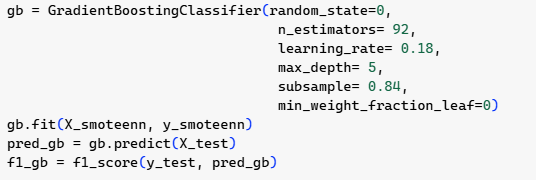 gb = GradientBoostingClassifier(random_state=0,
                                n_estimators= 92,
                                learning_rate= 0.18,
                                max_depth= 5,
                                subsample= 0.84,
                                min_weight_fraction_leaf=0)
gb.fit(X_smoteenn, y_smoteenn)
pred_gb = gb.predict(X_test)
f1_gb = f1_score(y_test, pred_gb)